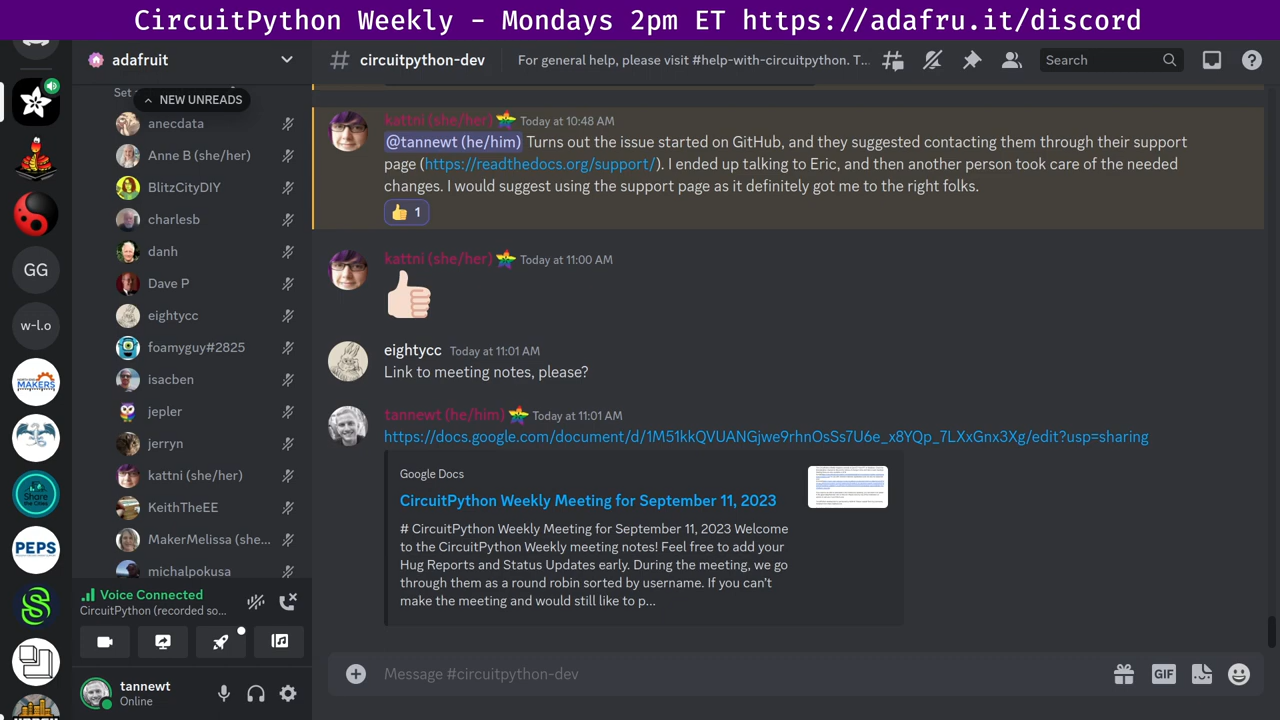 CircuitPython Weekly - Mondays 2pm ET https://adafru.it/discord
adafruit
NEW UNREADS
anecdata
Anne B (she/her)
BlitzCityDIY
charlesb
danh
Dave P
eightycc
foamyguy#2825
isacben
jepler
jerryn
kattni (she/her)
KeithTheEE
MakerMelissa (she...
michalpokusa
GG
w-l.o
MAKERS
PEPS
Voice Connected
CircuitPython (recorded so...
tannewt
Online
# circuitpython-dev
For general help, please visit #help-with-circuitpython. T...
Search
kattni (she/her) Today at 10:48 AM
@tannewt (he/him) Turns out the issue started on GitHub, and they suggested contacting them through their support
page (https://readthedocs.org/support/). I ended up talking to Eric, and then another person took care of the needed
changes. I would suggest using the support page as it definitely got me to the right folks.
👍 1
kattni (she/her) Today at 11:00 AM
eightycc Today at 11:01 AM
Link to meeting notes, please?
tannewt (he/him) Today at 11:01 AM
https://docs.google.com/document/d/1M51kkQVUANGjwe9rhnOsSs7U6e_x8YQp_7LXxGnx3Xg/edit?usp=sharing
Google Docs
CircuitPython Weekly Meeting for September 11, 2023
# CircuitPython Weekly Meeting for September 11, 2023 Welcome
to the CircuitPython Weekly meeting notes! Feel free to add your
Hug Reports and Status Updates early. During the meeting, we go
through them as a round robin sorted by username. If you can't
make the meeting and would still like to p...
Message #circuitpython-dev
GIF